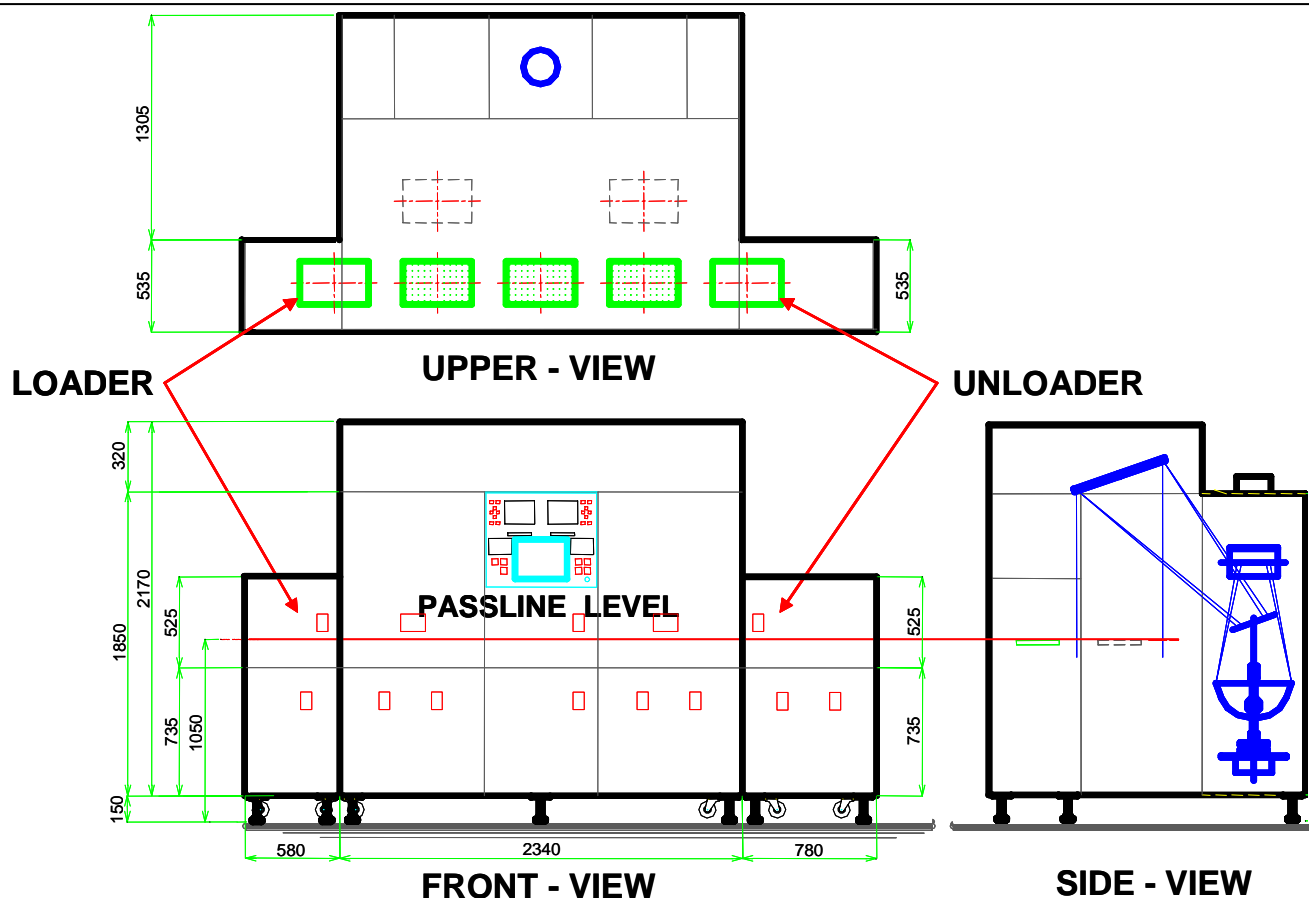 1305
535
535
UPPER - VIEW
LOADER
UNLOADER
320
2170
1850
525
525
PASSLINE LEVEL
735
1050
735
150
580
2340
780
FRONT - VIEW
SIDE - VIEW